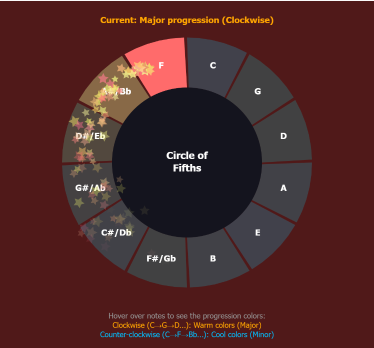 Current: Major progression (Clockwise)
F
C
A#/Bb
G
D#/Eb
D
Circle of
Fifths
G#/Ab
A
C#/Db
E
F#/Gb
B
Hover over notes to see the progression colors:
Clockwise (C→G→D...): Warm colors (Major)
Counter-clockwise (C→F→Bb...): Cool colors (Minor)